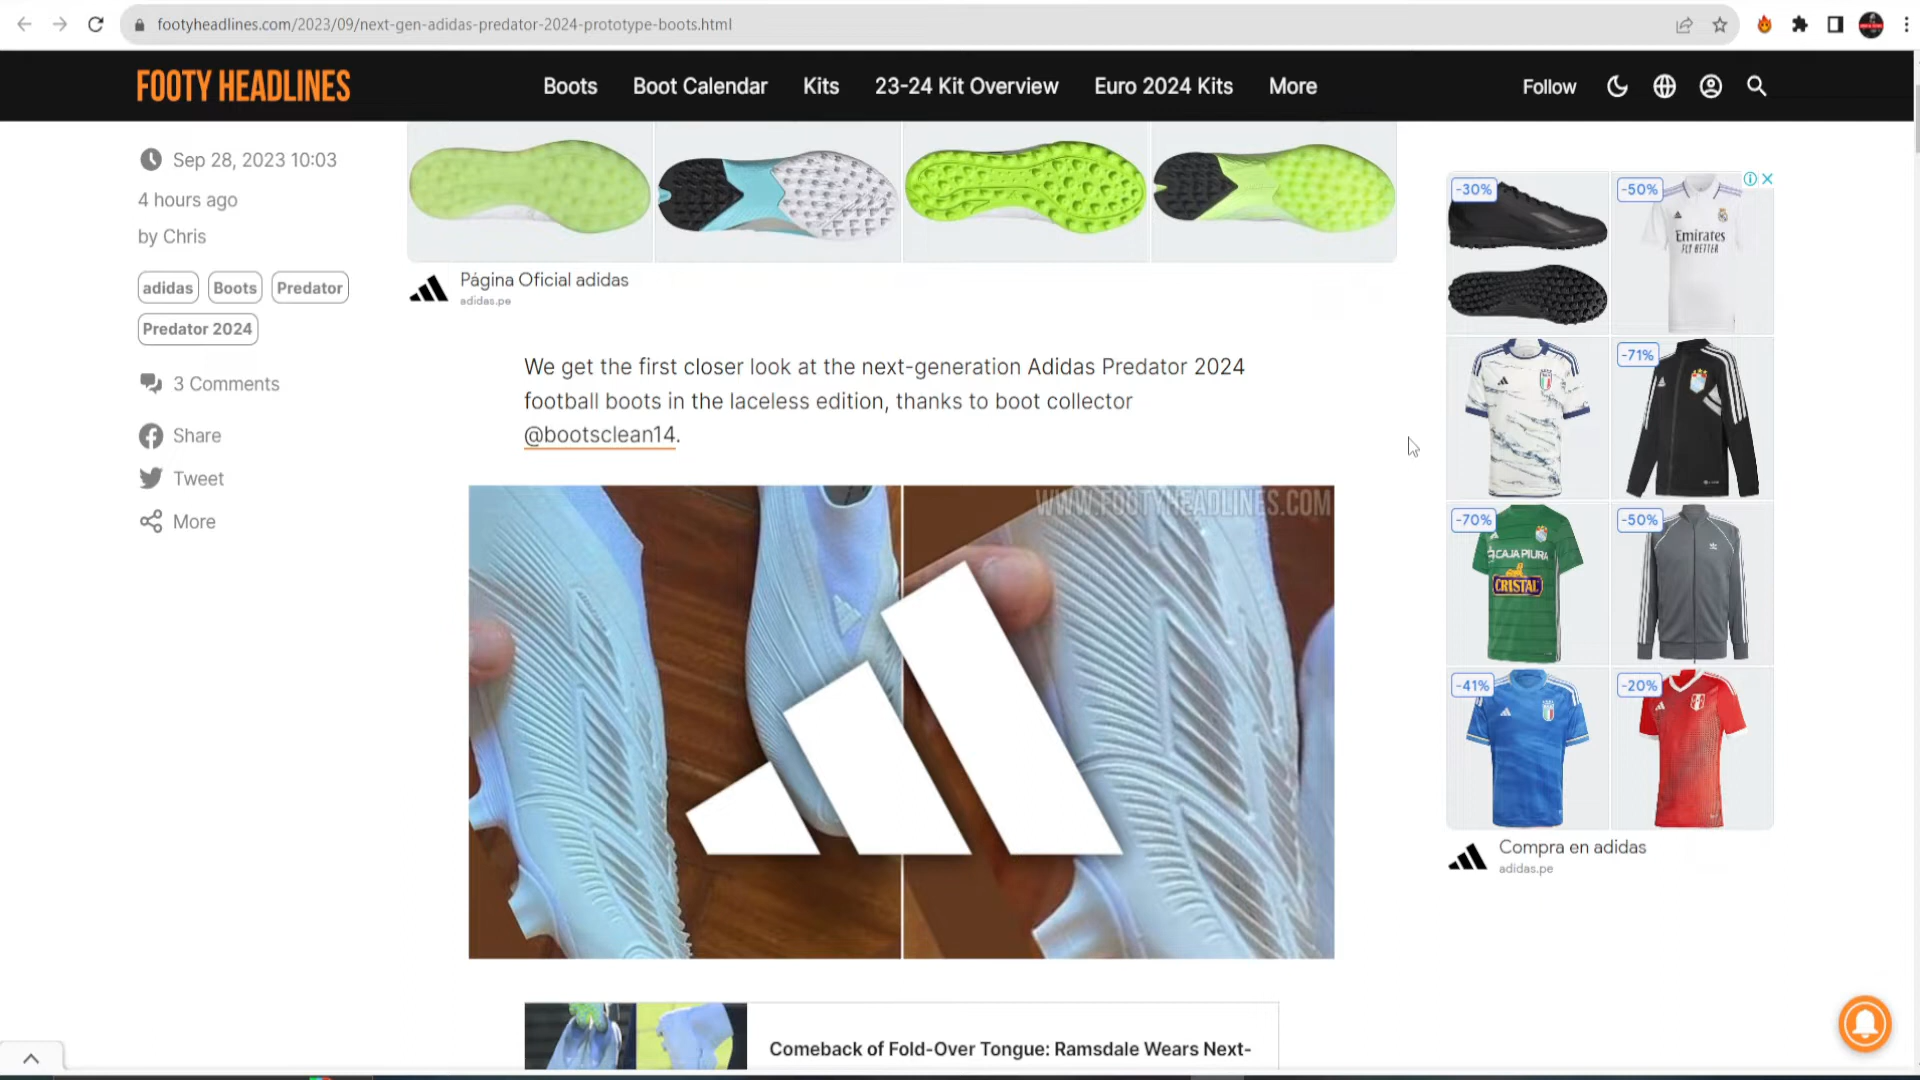 footyheadlines.com/2023/09/next-gen-adidas-predator-2024-prototype-boots.html
FOOTY HEADLINES
Boots
Boot Calendar
Kits
23-24 Kit Overview
Euro 2024 Kits
More
Follow
Sep 28, 2023 10:03
4 hours ago
by Chris
adidas
Boots
Predator
Predator 2024
3 Comments
Share
Tweet
More
Página Oficial adidas
adidas.pe
We get the first closer look at the next-generation Adidas Predator 2024
football boots in the laceless edition, thanks to boot collector
@bootsclean14.
WWW.FOOTYHEADLINES.COM
Comeback of Fold-Over Tongue: Ramsdale Wears Next-
-30%
-50%
Emirates
FLY BETTER
-71%
-70%
CAJA PIURA
CRISTAL
-50%
-41%
-20%
Compra en adidas
adidas.pe